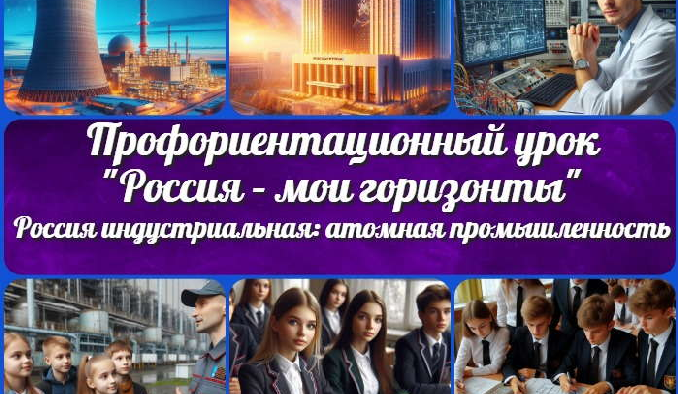 Профориентационный урок
"Россия – мои горизонты"
Россия индустриальная: атомная промышленность